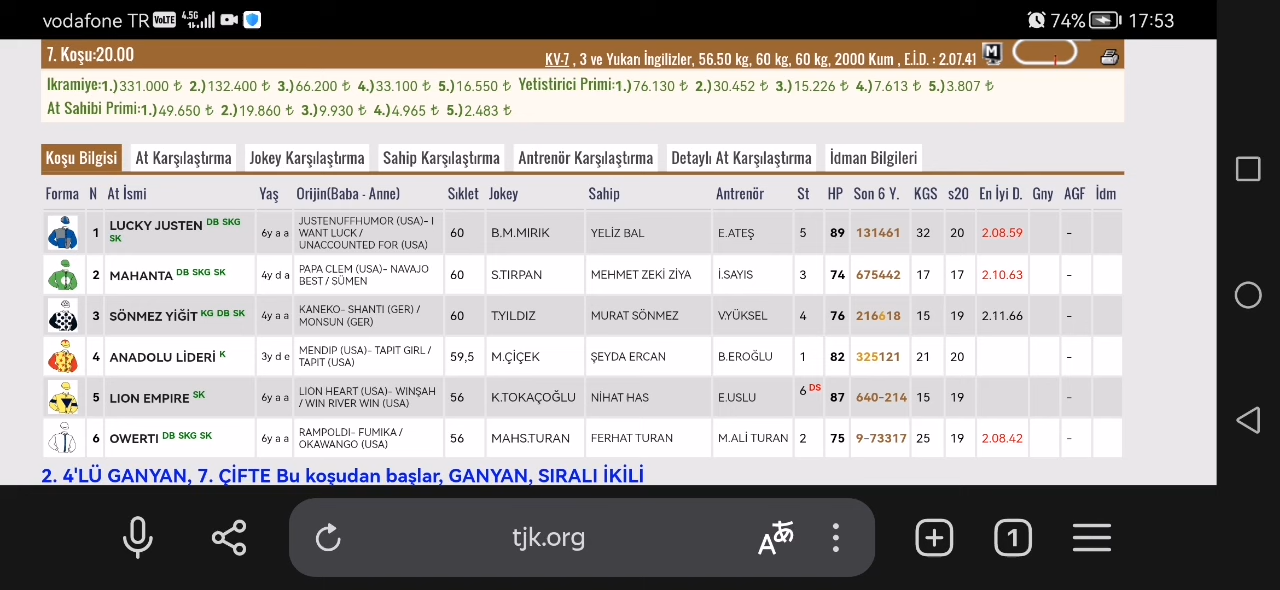 vodafone TR VoLTE 4.5G 74% 17:53
7. Koşu:20.00
KV-7 , 3 ve Yukarı İngilizler, 56.50 kg, 60 kg, 60 kg, 2000 Kum , E.İ.D. : 2.07.41 M
İkramiye:1.)331.000 ₺ 2.)132.400 ₺ 3.)66.200 ₺ 4.)33.100 ₺ 5.)16.550 ₺ Yetistirici Primi:1.)76.130 ₺ 2.)30.452 ₺ 3.)15.226 ₺ 4.)7.613 ₺ 5.)3.807 ₺
At Sahibi Primi:1.)49.650 ₺ 2.)19.860 ₺ 3.)9.930 ₺ 4.)4.965 ₺ 5.)2.483 ₺
Koşu Bilgisi At Karşılaştırma Jokey Karşılaştırma Sahip Karşılaştırma Antrenör Karşılaştırma Detaylı At Karşılaştırma İdman Bilgileri
Forma N At İsmi Yaş Orijin(Baba - Anne) Sıklet Jokey Sahip Antrenör St HP Son 6 Y. KGS s20 En İyi D. Gny AGF İdm
1 LUCKY JUSTEN DB SKG SK 6y a a JUSTENUFFHUMOR (USA)- I WANT LUCK / UNACCOUNTED FOR (USA) 60 B.M.MIRIK YELİZ BAL E.ATEŞ 5 89 131461 32 20 2.08.59 -
2 MAHANTA DB SKG SK 4y d a PAPA CLEM (USA)- NAVAJO BEST / SÜMEN 60 S.TIRPAN MEHMET ZEKİ ZİYA İ.SAYIS 3 74 675442 17 17 2.10.63 -
3 SÖNMEZ YİĞİT KG DB SK 4y a a KANEKO- SHANTI (GER) / MONSUN (GER) 60 T.YILDIZ MURAT SÖNMEZ V.YÜKSEL 4 76 216618 15 19 2.11.66 -
4 ANADOLU LİDERİ K 3y d e MENDIP (USA)- TAPIT GIRL / TAPIT (USA) 59,5 M.ÇİÇEK ŞEYDA ERCAN B.EROĞLU 1 82 325121 21 20 -
5 LION EMPIRE SK 6y a a LION HEART (USA)- WINŞAH / WIN RIVER WIN (USA) 56 K.TOKAÇOĞLU NİHAT HAS E.USLU 6 DS 87 640-214 15 19 -
6 OWERTI DB SKG SK 6y a a RAMPOLDI- FUMIKA / OKAWANGO (USA) 56 MAHS.TURAN FERHAT TURAN M.ALİ TURAN 2 75 9-73317 25 19 2.08.42 -
2. 4'LÜ GANYAN, 7. ÇİFTE Bu koşudan başlar, GANYAN, SIRALI İKİLİ
tjk.org Aあ 1